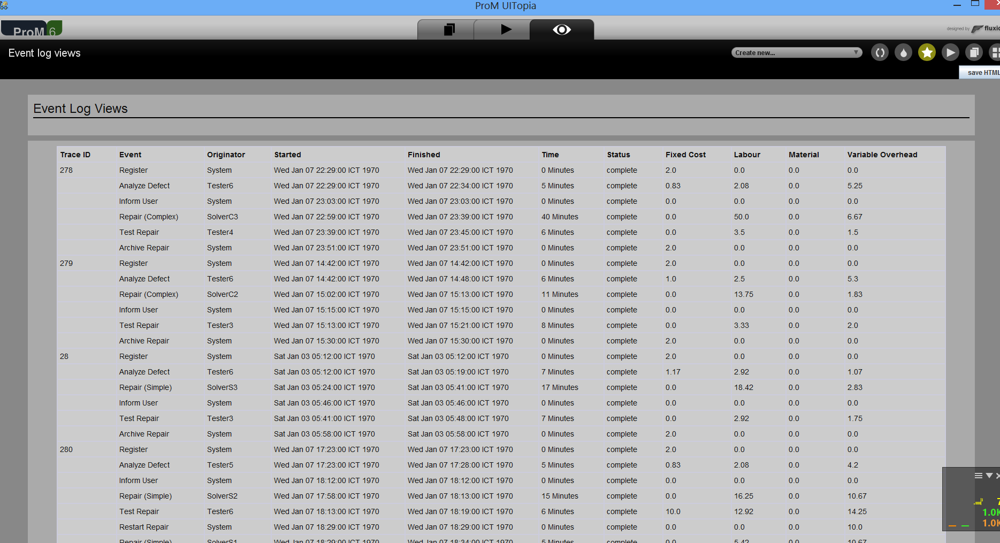 ProM UITopia
ProM 6
designed by
Event log views
Create new...
save HTML
Event Log Views
Trace ID Event Originator Started Finished Time Status Fixed Cost Labour Material Variable Overhead
278 Register System Wed Jan 07 22:29:00 ICT 1970 Wed Jan 07 22:29:00 ICT 1970 0 Minutes complete 2.0 0.0 0.0 0.0
Analyze Defect Tester6 Wed Jan 07 22:29:00 ICT 1970 Wed Jan 07 22:34:00 ICT 1970 5 Minutes complete 0.83 2.08 0.0 5.25
Inform User System Wed Jan 07 23:03:00 ICT 1970 Wed Jan 07 23:03:00 ICT 1970 0 Minutes complete 0.0 0.0 0.0 0.0
Repair (Complex) SolverC3 Wed Jan 07 22:59:00 ICT 1970 Wed Jan 07 23:39:00 ICT 1970 40 Minutes complete 0.0 50.0 0.0 6.67
Test Repair Tester4 Wed Jan 07 23:39:00 ICT 1970 Wed Jan 07 23:45:00 ICT 1970 6 Minutes complete 0.0 3.5 0.0 1.5
Archive Repair System Wed Jan 07 23:51:00 ICT 1970 Wed Jan 07 23:51:00 ICT 1970 0 Minutes complete 2.0 0.0 0.0 0.0
279 Register System Wed Jan 07 14:42:00 ICT 1970 Wed Jan 07 14:42:00 ICT 1970 0 Minutes complete 2.0 0.0 0.0 0.0
Analyze Defect Tester6 Wed Jan 07 14:42:00 ICT 1970 Wed Jan 07 14:48:00 ICT 1970 6 Minutes complete 1.0 2.5 0.0 5.3
Repair (Complex) SolverC2 Wed Jan 07 15:02:00 ICT 1970 Wed Jan 07 15:13:00 ICT 1970 11 Minutes complete 0.0 13.75 0.0 1.83
Inform User System Wed Jan 07 15:15:00 ICT 1970 Wed Jan 07 15:15:00 ICT 1970 0 Minutes complete 0.0 0.0 0.0 0.0
Test Repair Tester3 Wed Jan 07 15:13:00 ICT 1970 Wed Jan 07 15:21:00 ICT 1970 8 Minutes complete 0.0 3.33 0.0 2.0
Archive Repair System Wed Jan 07 15:30:00 ICT 1970 Wed Jan 07 15:30:00 ICT 1970 0 Minutes complete 2.0 0.0 0.0 0.0
28 Register System Sat Jan 03 05:12:00 ICT 1970 Sat Jan 03 05:12:00 ICT 1970 0 Minutes complete 2.0 0.0 0.0 0.0
Analyze Defect Tester6 Sat Jan 03 05:12:00 ICT 1970 Sat Jan 03 05:19:00 ICT 1970 7 Minutes complete 1.17 2.92 0.0 1.07
Repair (Simple) SolverS3 Sat Jan 03 05:24:00 ICT 1970 Sat Jan 03 05:41:00 ICT 1970 17 Minutes complete 0.0 18.42 0.0 2.83
Inform User System Sat Jan 03 05:46:00 ICT 1970 Sat Jan 03 05:46:00 ICT 1970 0 Minutes complete 0.0 0.0 0.0 0.0
Test Repair Tester3 Sat Jan 03 05:41:00 ICT 1970 Sat Jan 03 05:48:00 ICT 1970 7 Minutes complete 0.0 2.92 0.0 1.75
Archive Repair System Sat Jan 03 05:58:00 ICT 1970 Sat Jan 03 05:58:00 ICT 1970 0 Minutes complete 2.0 0.0 0.0 0.0
280 Register System Wed Jan 07 17:23:00 ICT 1970 Wed Jan 07 17:23:00 ICT 1970 0 Minutes complete 2.0 0.0 0.0 0.0
Analyze Defect Tester5 Wed Jan 07 17:23:00 ICT 1970 Wed Jan 07 17:28:00 ICT 1970 5 Minutes complete 0.83 2.08 0.0 4.2
Inform User System Wed Jan 07 18:12:00 ICT 1970 Wed Jan 07 18:12:00 ICT 1970 0 Minutes complete 0.0 0.0 0.0 0.0
Repair (Simple) SolverS2 Wed Jan 07 17:58:00 ICT 1970 Wed Jan 07 18:13:00 ICT 1970 15 Minutes complete 0.0 16.25 0.0 10.67
Test Repair Tester6 Wed Jan 07 18:13:00 ICT 1970 Wed Jan 07 18:19:00 ICT 1970 6 Minutes complete 10.0 12.92 0.0 14.25
Restart Repair System Wed Jan 07 18:29:00 ICT 1970 Wed Jan 07 18:29:00 ICT 1970 0 Minutes complete 0.0 0.0 0.0 10.0
Repair (Simple) SolverS1 Wed Jan 07 18:29:00 ICT 1970 Wed Jan 07 18:34:00 ICT 1970 5 Minutes complete 0.0 5.42 0.0 10.67
1.0K
1.0K